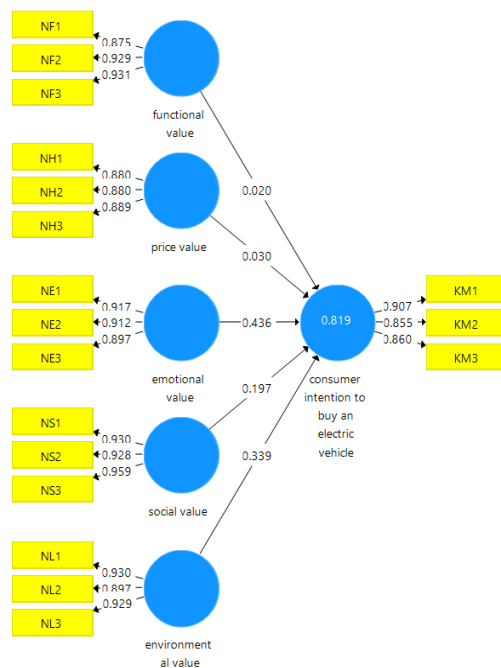 NF1
0.875
NF2
0.929
NF3
0.931
functional
value
0.020
NH1
0.880
NH2
0.880
NH3
0.889
price value
0.030
NE1
0.917
NE2
0.912
NE3
0.897
emotional
value
0.436
0.819
consumer
intention to
buy an
electric
vehicle
KM1
0.907
KM2
0.855
KM3
0.860
NS1
0.930
NS2
0.928
NS3
0.959
social value
0.197
NL1
0.930
NL2
0.897
NL3
0.929
environment
al value
0.339